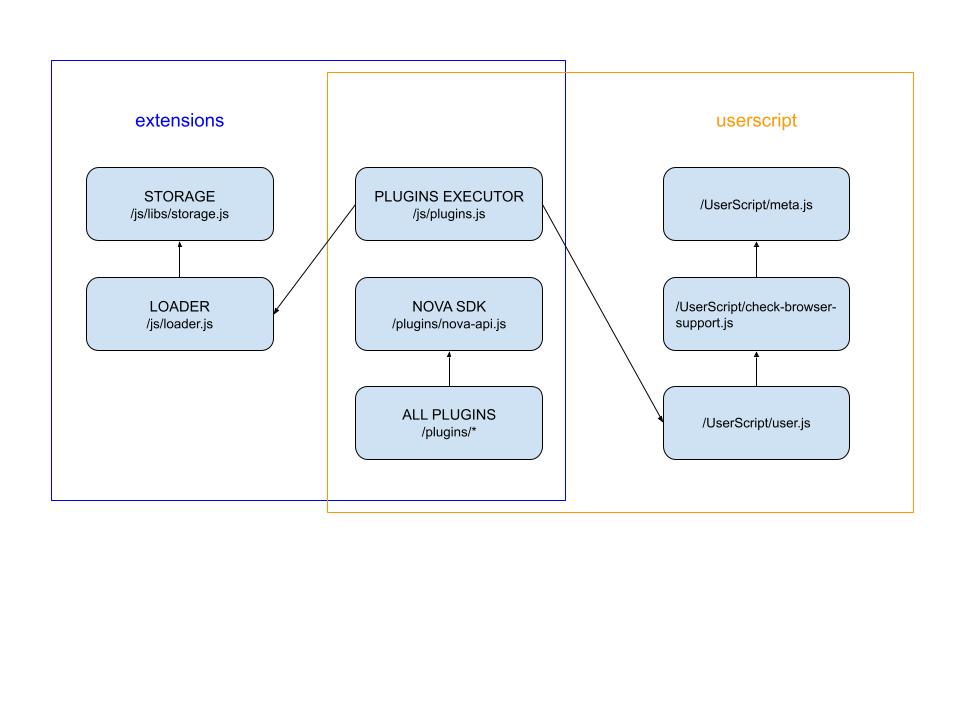 extensions
userscript
STORAGE
/js/libs/storage.js
PLUGINS EXECUTOR
/js/plugins.js
/UserScript/meta.js
LOADER
/js/loader.js
NOVA SDK
/plugins/nova-api.js
/UserScript/check-browser-
support.js
ALL PLUGINS
/plugins/*
/UserScript/user.js